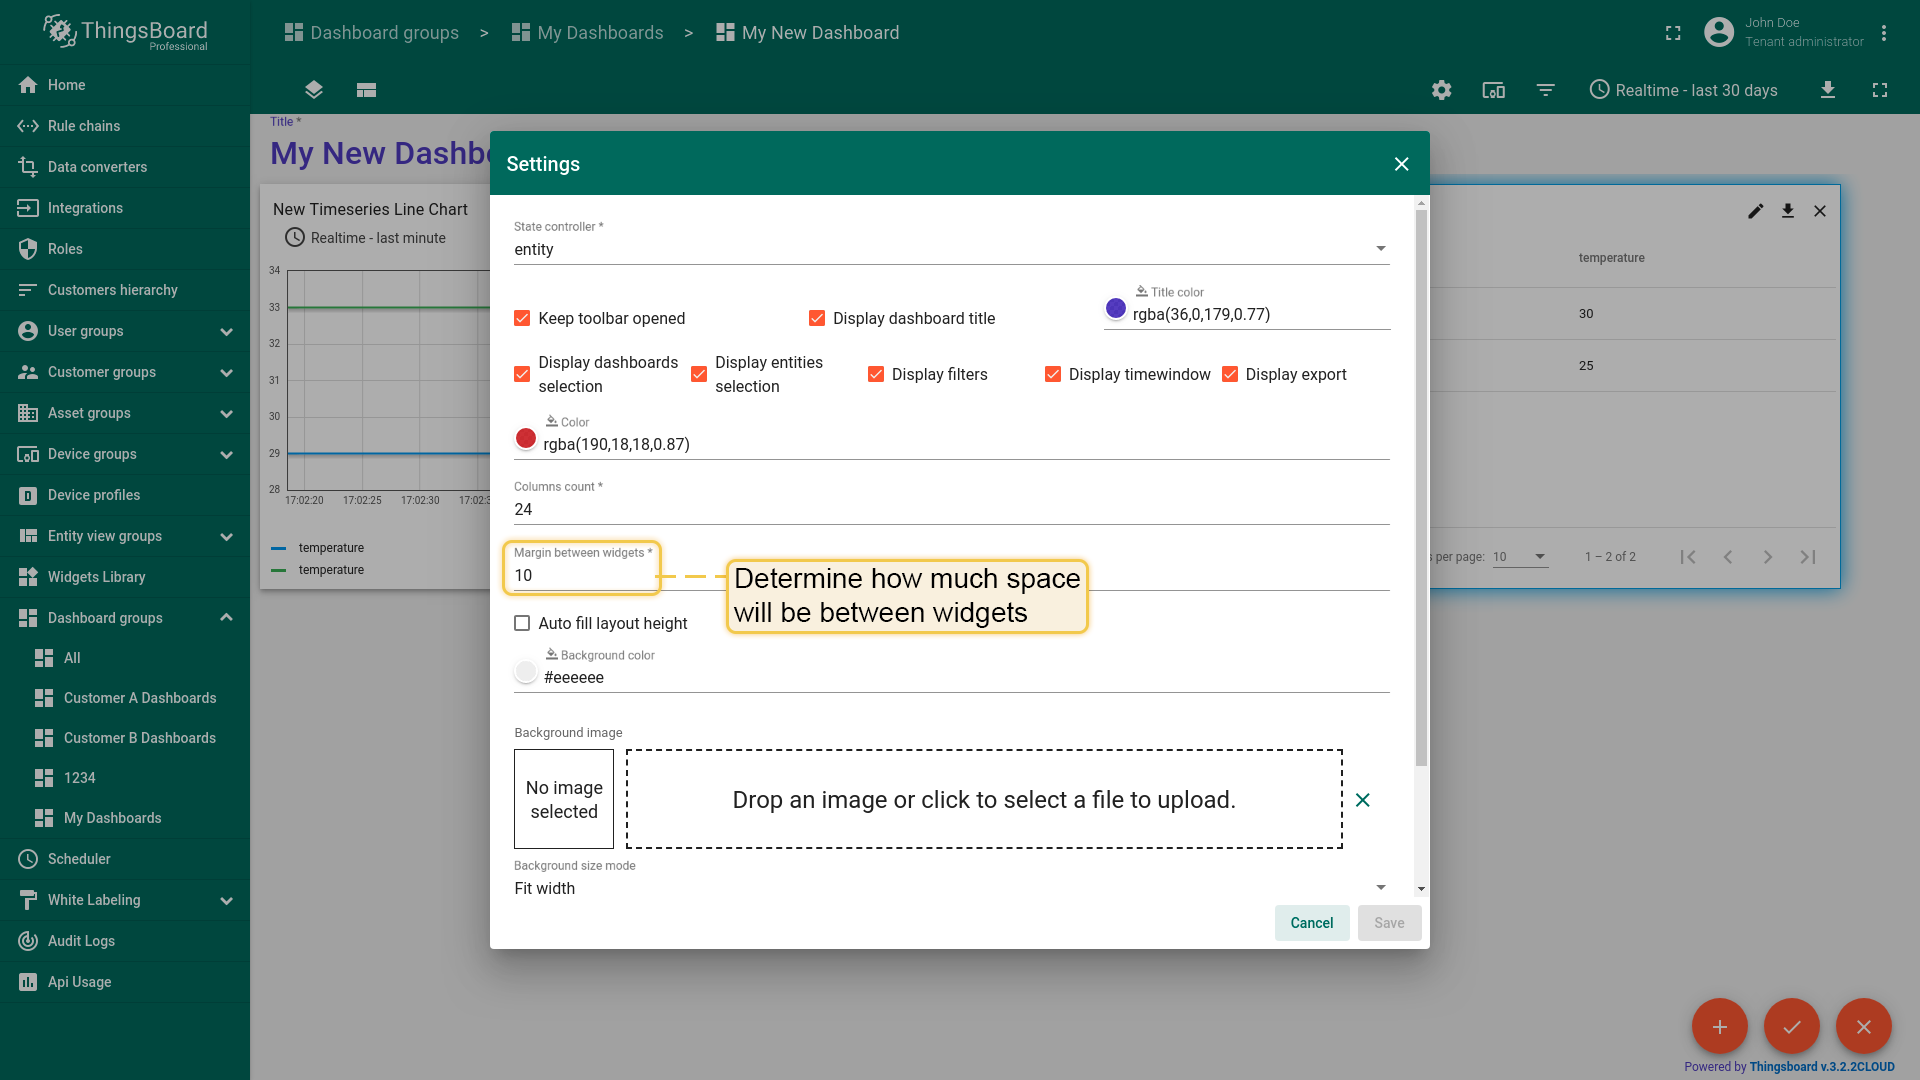 ThingsBoard
Professional
Dashboard groups > My Dashboards > My New Dashboard
John Doe
Tenant administrator
Realtime - last 30 days
Home
Rule chains
Data converters
Integrations
Roles
Customers hierarchy
User groups
Customer groups
Asset groups
Device groups
Device profiles
Entity view groups
Widgets Library
Dashboard groups
All
Customer A Dashboards
Customer B Dashboards
1234
My Dashboards
Scheduler
White Labeling
Audit Logs
Api Usage
Title *
My New Dashbo
New Timeseries Line Chart
Realtime - last minute
34
33
32
31
30
29
28
17:02:20 17:02:25 17:02:30 17:02:3
temperature
temperature
Settings
State controller *
entity
Keep toolbar opened
Display dashboard title
Title color
rgba(36,0,179,0.77)
Display dashboards
selection
Display entities
selection
Display filters
Display timewindow
Display export
Color
rgba(190,18,18,0.87)
Columns count *
24
Margin between widgets *
10
Determine how much space
will be between widgets
Auto fill layout height
Background color
#eeeeee
Background image
No image
selected
Drop an image or click to select a file to upload.
Background size mode
Fit width
Cancel
Save
temperature
30
25
s per page: 10
1 – 2 of 2
Powered by Thingsboard v.3.2.2CLOUD